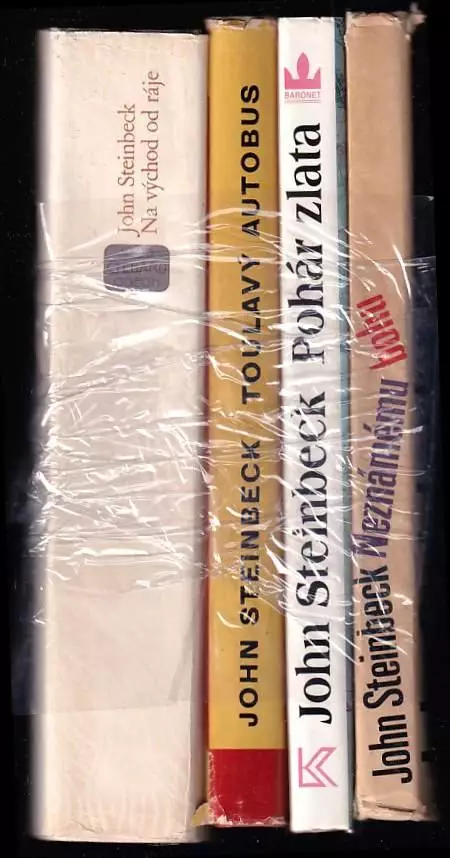 John Steinbeck
Na východ od ráje
JOHN STEINBECK TOULAVÝ AUTOBUS
BARONET
John Steinbeck Pohár zlata
John Steinbeck Neznámému bohu